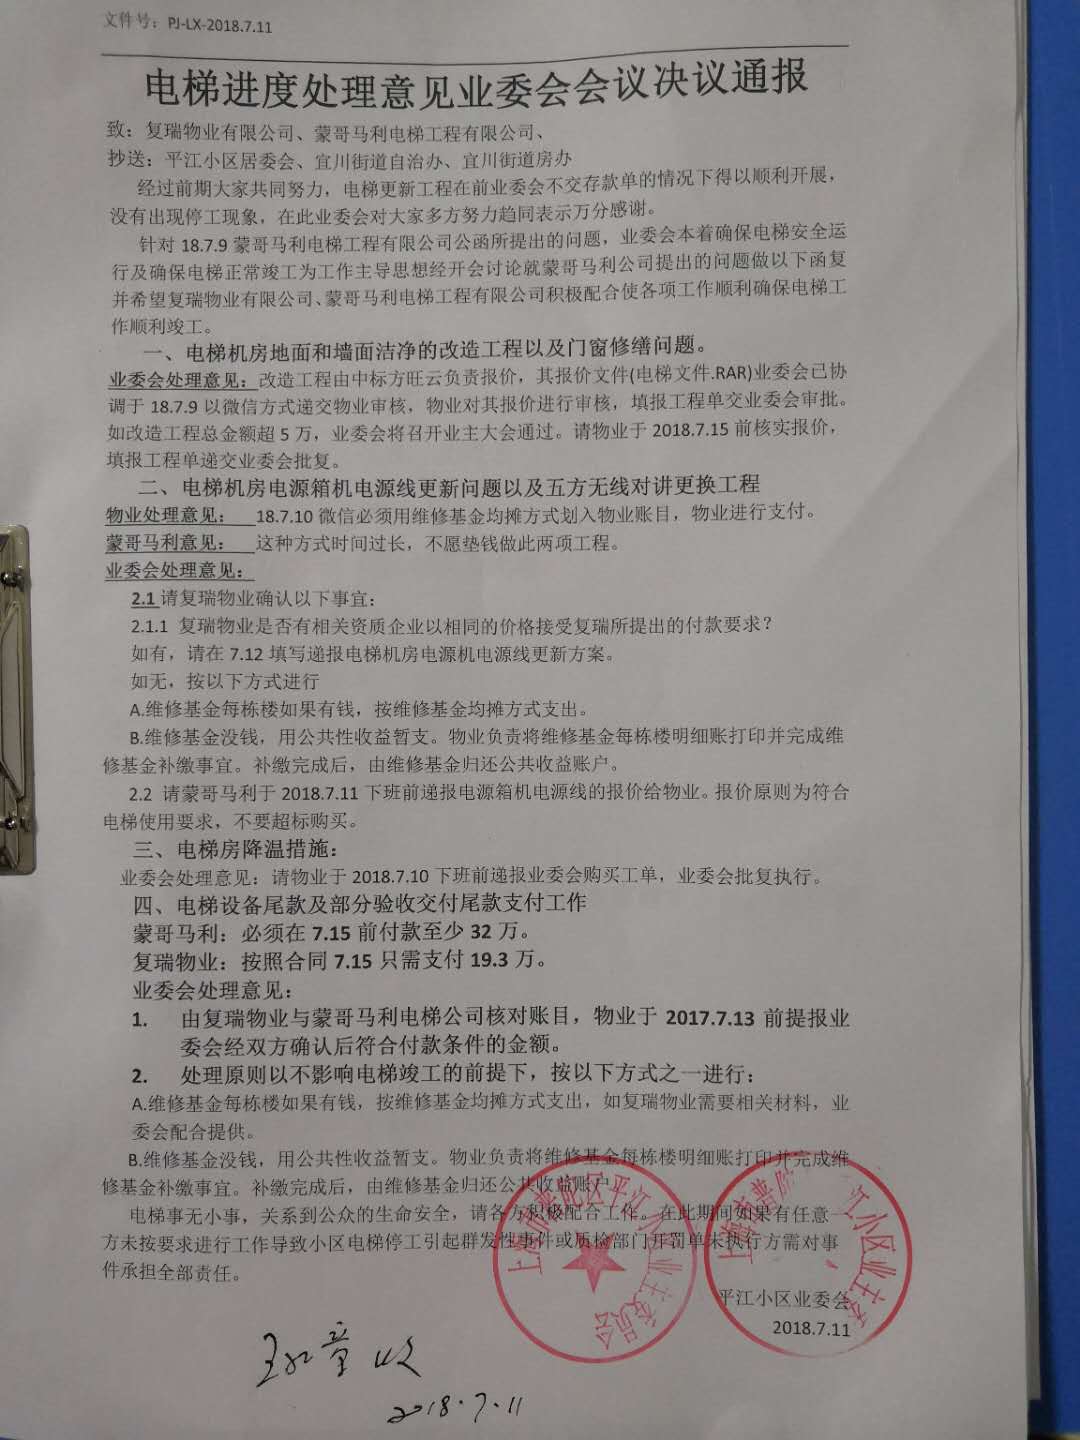 文件号：PJ-LX-2018.7.11
电梯进度处理意见业委会会议决议通报
致：复瑞物业有限公司、蒙哥马利电梯工程有限公司、
抄送：平江小区居委会、宜川街道自治办、宜川街道房办
经过前期大家共同努力，电梯更新工程在前业委会不交存款单的情况下得以顺利开展，
没有出现停工现象，在此业委会对大家多方努力趋同表示万分感谢。
针对 18.7.9 蒙哥马利电梯工程有限公司公函所提出的问题，业委会本着确保电梯安全运
行及确保电梯正常竣工为工作主导思想经开会讨论就蒙哥马利公司提出的问题做以下函复
并希望复瑞物业有限公司、蒙哥马利电梯工程有限公司积极配合使各项工作顺利确保电梯工
作顺利竣工。
一、电梯机房地面和墙面洁净的改造工程以及门窗修缮问题。
业委会处理意见：改造工程由中标方旺云负责报价，其报价文件(电梯文件.RAR)业委会已协
调于 18.7.9 以微信方式递交物业审核，物业对其报价进行审核，填报工程单交业委会审批。
如改造工程总金额超 5 万，业委会将召开业主大会通过。请物业于 2018.7.15 前核实报价，
填报工程单递交业委会批复。
二、电梯机房电源箱机电源线更新问题以及五方无线对讲更换工程
物业处理意见： 18.7.10 微信必须用维修基金均摊方式划入物业账目，物业进行支付。
蒙哥马利意见： 这种方式时间过长，不愿垫钱做此两项工程。
业委会处理意见：
2.1 请复瑞物业确认以下事宜：
2.1.1 复瑞物业是否有相关资质企业以相同的价格接受复瑞所提出的付款要求？
如有，请在 7.12 填写递报电梯机房电源机电源线更新方案。
如无，按以下方式进行
A.维修基金每栋楼如果有钱，按维修基金均摊方式支出。
B.维修基金没钱，用公共性收益暂支。物业负责将维修基金每栋楼明细账打印并完成维
修基金补缴事宜。补缴完成后，由维修基金归还公共收益账户。
2.2 请蒙哥马利于 2018.7.11 下班前递报电源箱机电源线的报价给物业。报价原则为符合
电梯使用要求，不要超标购买。
三、电梯房降温措施：
业委会处理意见：请物业于 2018.7.10 下班前递报业委会购买工单，业委会批复执行。
四、电梯设备尾款及部分验收交付尾款支付工作
蒙哥马利：必须在 7.15 前付款至少 32 万。
复瑞物业：按照合同 7.15 只需支付 19.3 万。
业委会处理意见：
1. 由复瑞物业与蒙哥马利电梯公司核对账目，物业于 2017.7.13 前提报业
委会经双方确认后符合付款条件的金额。
2. 处理原则以不影响电梯竣工的前提下，按以下方式之一进行：
A.维修基金每栋楼如果有钱，按维修基金均摊方式支出，如复瑞物业需要相关材料，业
委会配合提供。
B.维修基金没钱，用公共性收益暂支。物业负责将维修基金每栋楼明细账打印并完成维
修基金补缴事宜。补缴完成后，由维修基金归还公共收益账户。
电梯事无小事，关系到公众的生命安全，请各方积极配合工作。在此期间如果有任意一
方未按要求进行工作导致小区电梯停工引起群发性事件或质检部门开罚单未执行方需对事
件承担全部责任。
上海市普陀区平江小区业主委员会
上海市普陀 江小区业主委
平江小区业委会
2018.7.11
收
2018.7.11